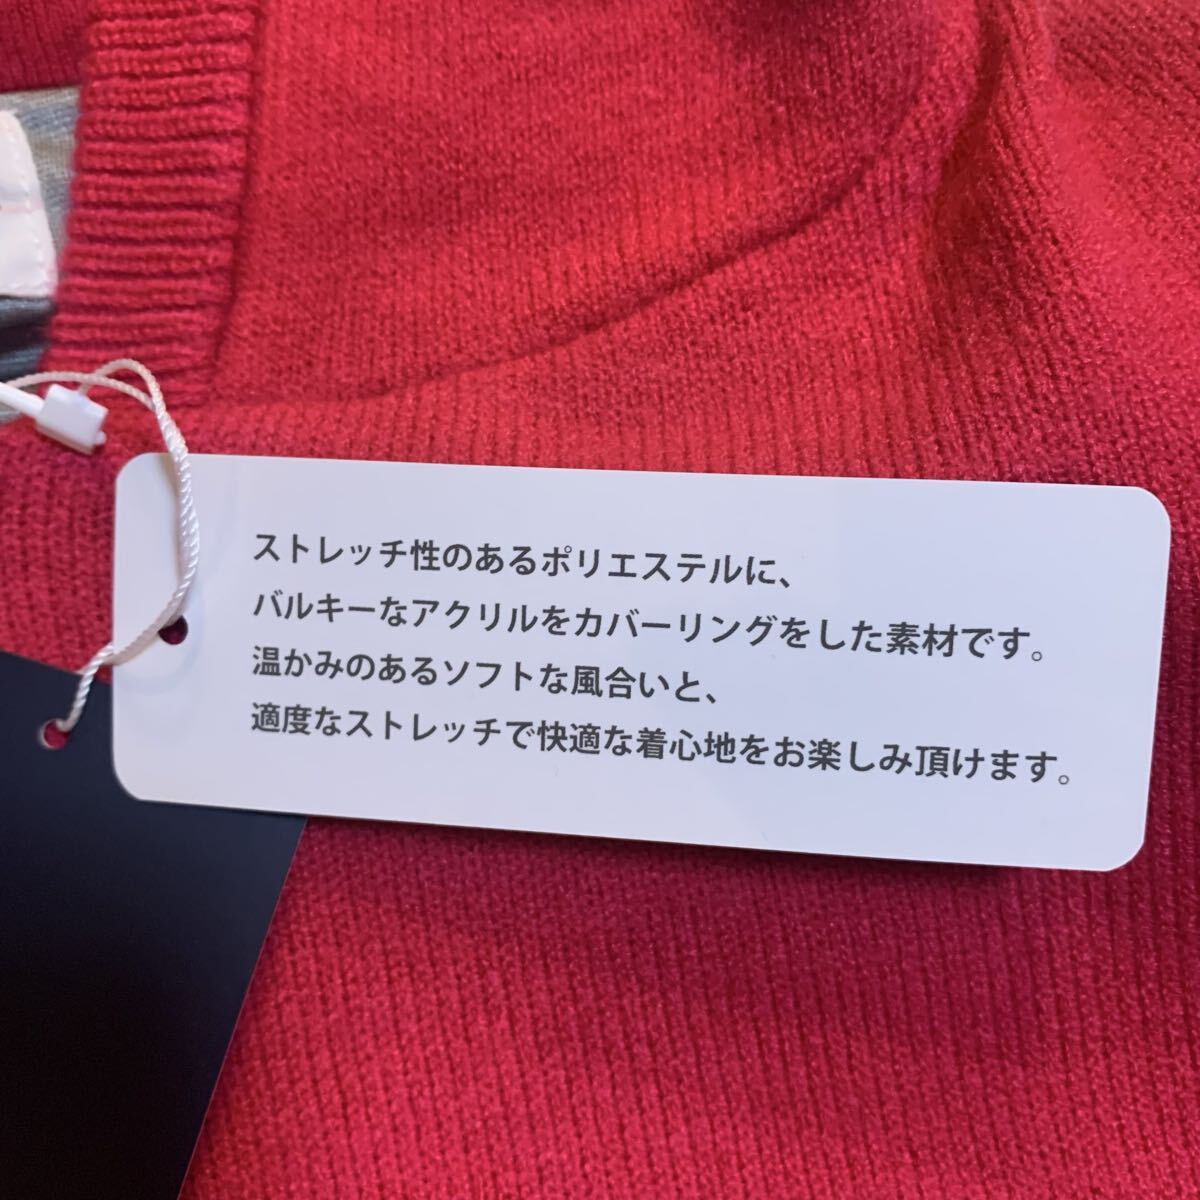 ストレッチ性のあるポリエステルに、
バルキーなアクリルをカバーリングをした素材です。
温かみのあるソフトな風合いと、
適度なストレッチで快適な着心地をお楽しみ頂けます。